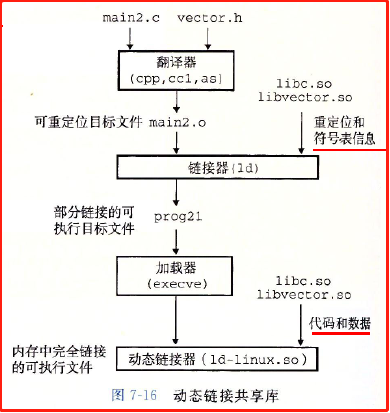 main2.c vector.h
翻译器
(cpp,cc1,as]
libc.so
libvector.so
可重定位目标文件 main2.o
重定位和
符号表信息
链接器(ld)
部分链接的可
执行目标文件
prog21
加载器
(execve)
libc.so
libvector.so
代码和数据
内存中完全链接
的可执行文件
动态链接器(ld-linux.so)
图 7-16 动态链接共享库